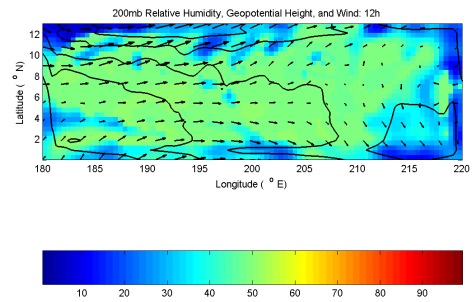 200mb Relative Humidity, Geopotential Height, and Wind: 12h
12
10
8
6
4
2
Latitude ( ° N)
180 185 190 195 200 205 210 215 220
Longitude ( ° E)
10 20 30 40 50 60 70 80 90